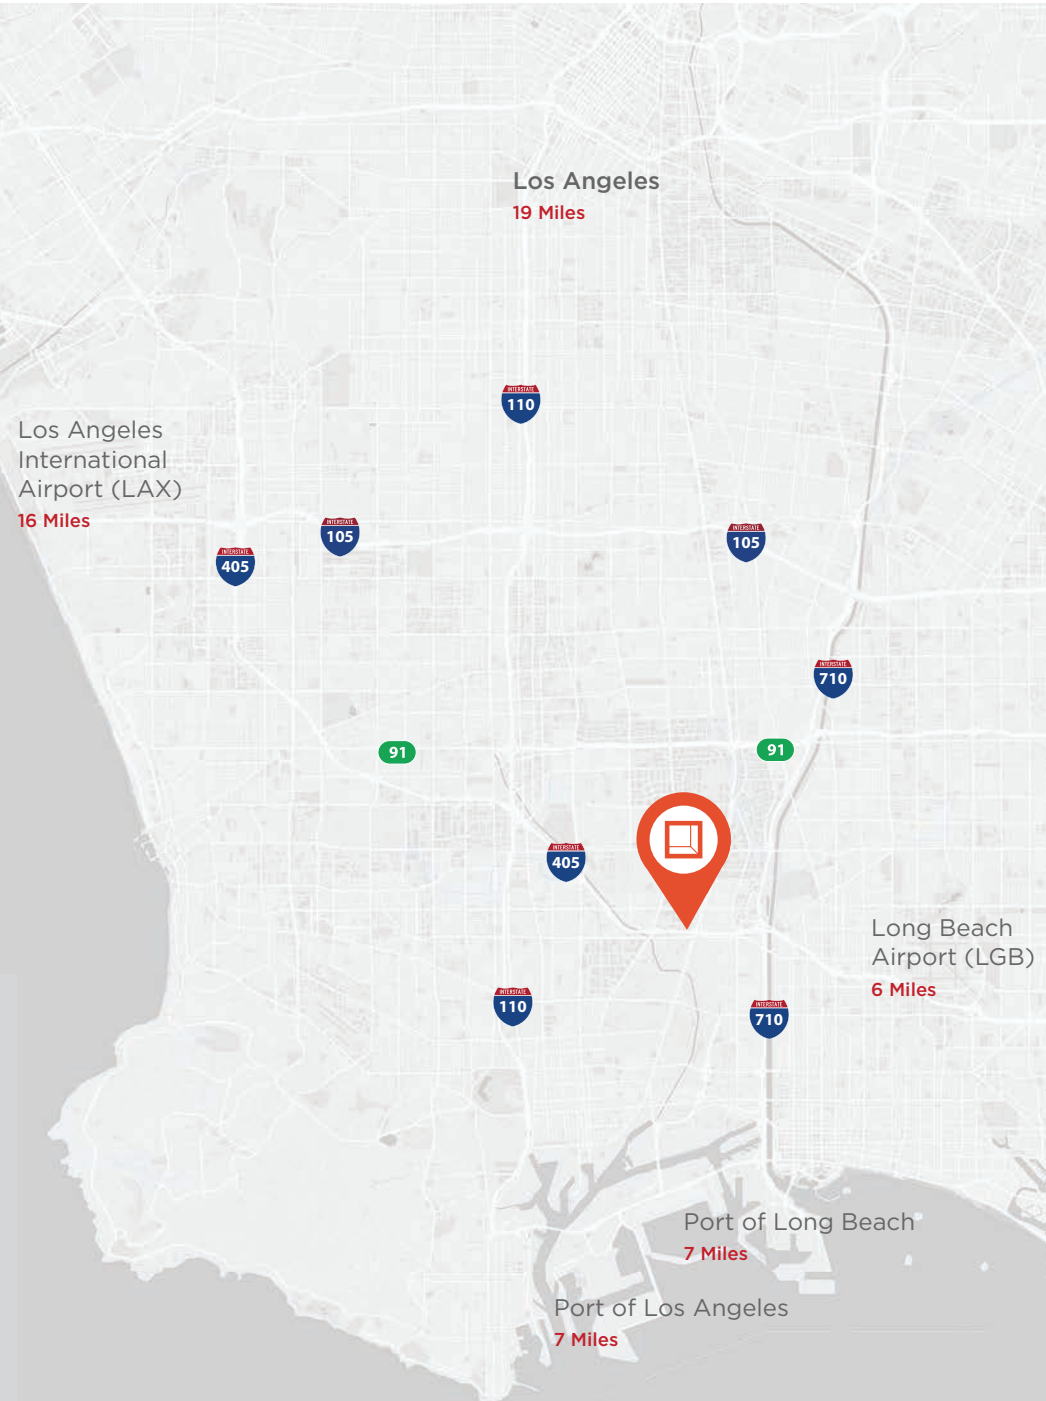 Los Angeles
19 Miles
INTERSTATE
110
Los Angeles
International
Airport (LAX)
16 Miles
INTERSTATE
105
INTERSTATE
105
INTERSTATE
405
INTERSTATE
710
91
91
INTERSTATE
405
Long Beach
Airport (LGB)
6 Miles
INTERSTATE
110
INTERSTATE
710
Port of Long Beach
7 Miles
Port of Los Angeles
7 Miles